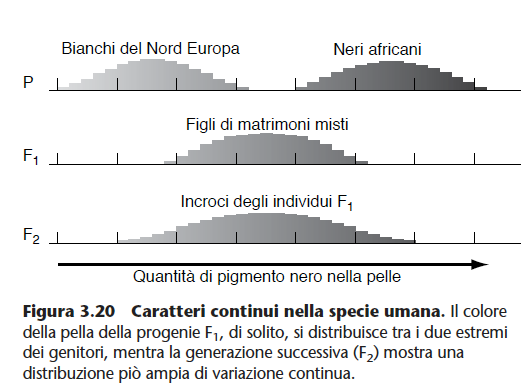 Bianchi del Nord Europa Neri africani
P
Figli di matrimoni misti
F1
Incroci degli individui F1
F2
Quantità di pigmento nero nella pelle
Figura 3.20 Caratteri continui nella specie umana. Il colore
della pella della progenie F1, di solito, si distribuisce tra i due estremi
dei genitori, mentra la generazione successiva (F2) mostra una
distribuzione piò ampia di variazione continua.